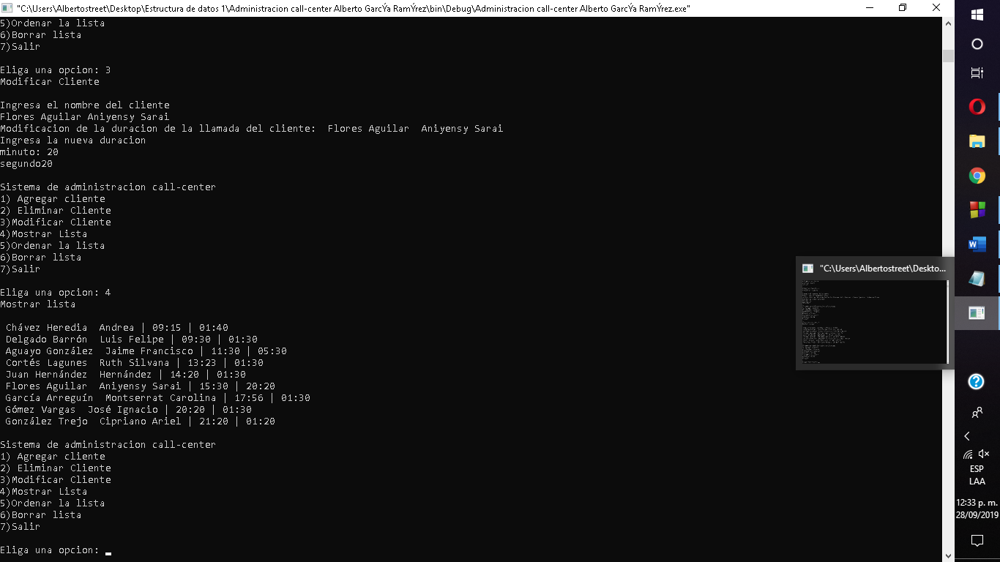 "C:\Users\Albertostreet\Desktop\Estructura de datos 1\Administracion call-center Alberto GarcÝa RamÝrez\bin\Debug\Administracion call-center Alberto GarcÝa RamÝrez.exe"
5)Ordenar la lista
6)Borrar lista
7)Salir
Eliga una opcion: 3
Modificar Cliente
Ingresa el nombre del cliente
Flores Aguilar Aniyensy Sarai
Modificacion de la duracion de la llamada del cliente:  Flores Aguilar  Aniyensy Sarai
Ingresa la nueva duracion
minuto: 20
segundo20
Sistema de administracion call-center
1) Agregar cliente
2) Eliminar Cliente
3)Modificar Cliente
4)Mostrar Lista
5)Ordenar la lista
6)Borrar lista
7)Salir
Eliga una opcion: 4
Mostrar lista
Chávez Heredia  Andrea | 09:15 | 01:40
Delgado Barrón  Luis Felipe | 09:30 | 01:30
Aguayo González  Jaime Francisco | 11:30 | 05:30
Cortés Lagunes  Ruth Silvana | 13:23 | 01:30
Juan Hernández  Hernández | 14:20 | 01:30
Flores Aguilar  Aniyensy Sarai | 15:30 | 20:20
García Arreguín  Montserrat Carolina | 17:56 | 01:30
Gómez Vargas  José Ignacio | 20:20 | 01:30
González Trejo  Cipriano Ariel | 21:20 | 01:20
Sistema de administracion call-center
1) Agregar cliente
2) Eliminar Cliente
3)Modificar Cliente
4)Mostrar Lista
5)Ordenar la lista
6)Borrar lista
7)Salir
Eliga una opcion:
"C:\Users\Albertostreet\Deskto...
ESP
LAA
12:33 p. m.
28/09/2019